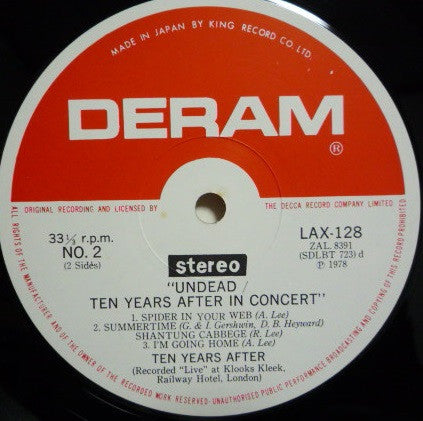 MADE IN JAPAN BY KING RECORD CO. LTD.
DERAM
®
ORIGINAL RECORDING AND LICENSED BY THE DECCA RECORD COMPANY LIMITED
33⅓ r.p.m.
NO. 2
(2 Sides)
LAX-128
ZAL. 8391
(SDLBT 723) d
℗ 1978
stereo
"UNDEAD
TEN YEARS AFTER IN CONCERT"
1. SPIDER IN YOUR WEB (A. Lee)
2. SUMMERTIME (G. & I. Gershwin, D. B. Heyward)
SHANTUNG CABBEGE (R. Lee)
3. I'M GOING HOME (A. Lee)
TEN YEARS AFTER
(Recorded "Live" at Klooks Kleek,
Railway Hotel, London)
ALL RIGHTS OF THE MANUFACTURER AND OF THE OWNER OF THE RECORDED WORK RESERVED-UNAUTHORISED PUBLIC PERFORMANCE BROADCASTING AND COPYING OF THIS RECORD PROHIBITED